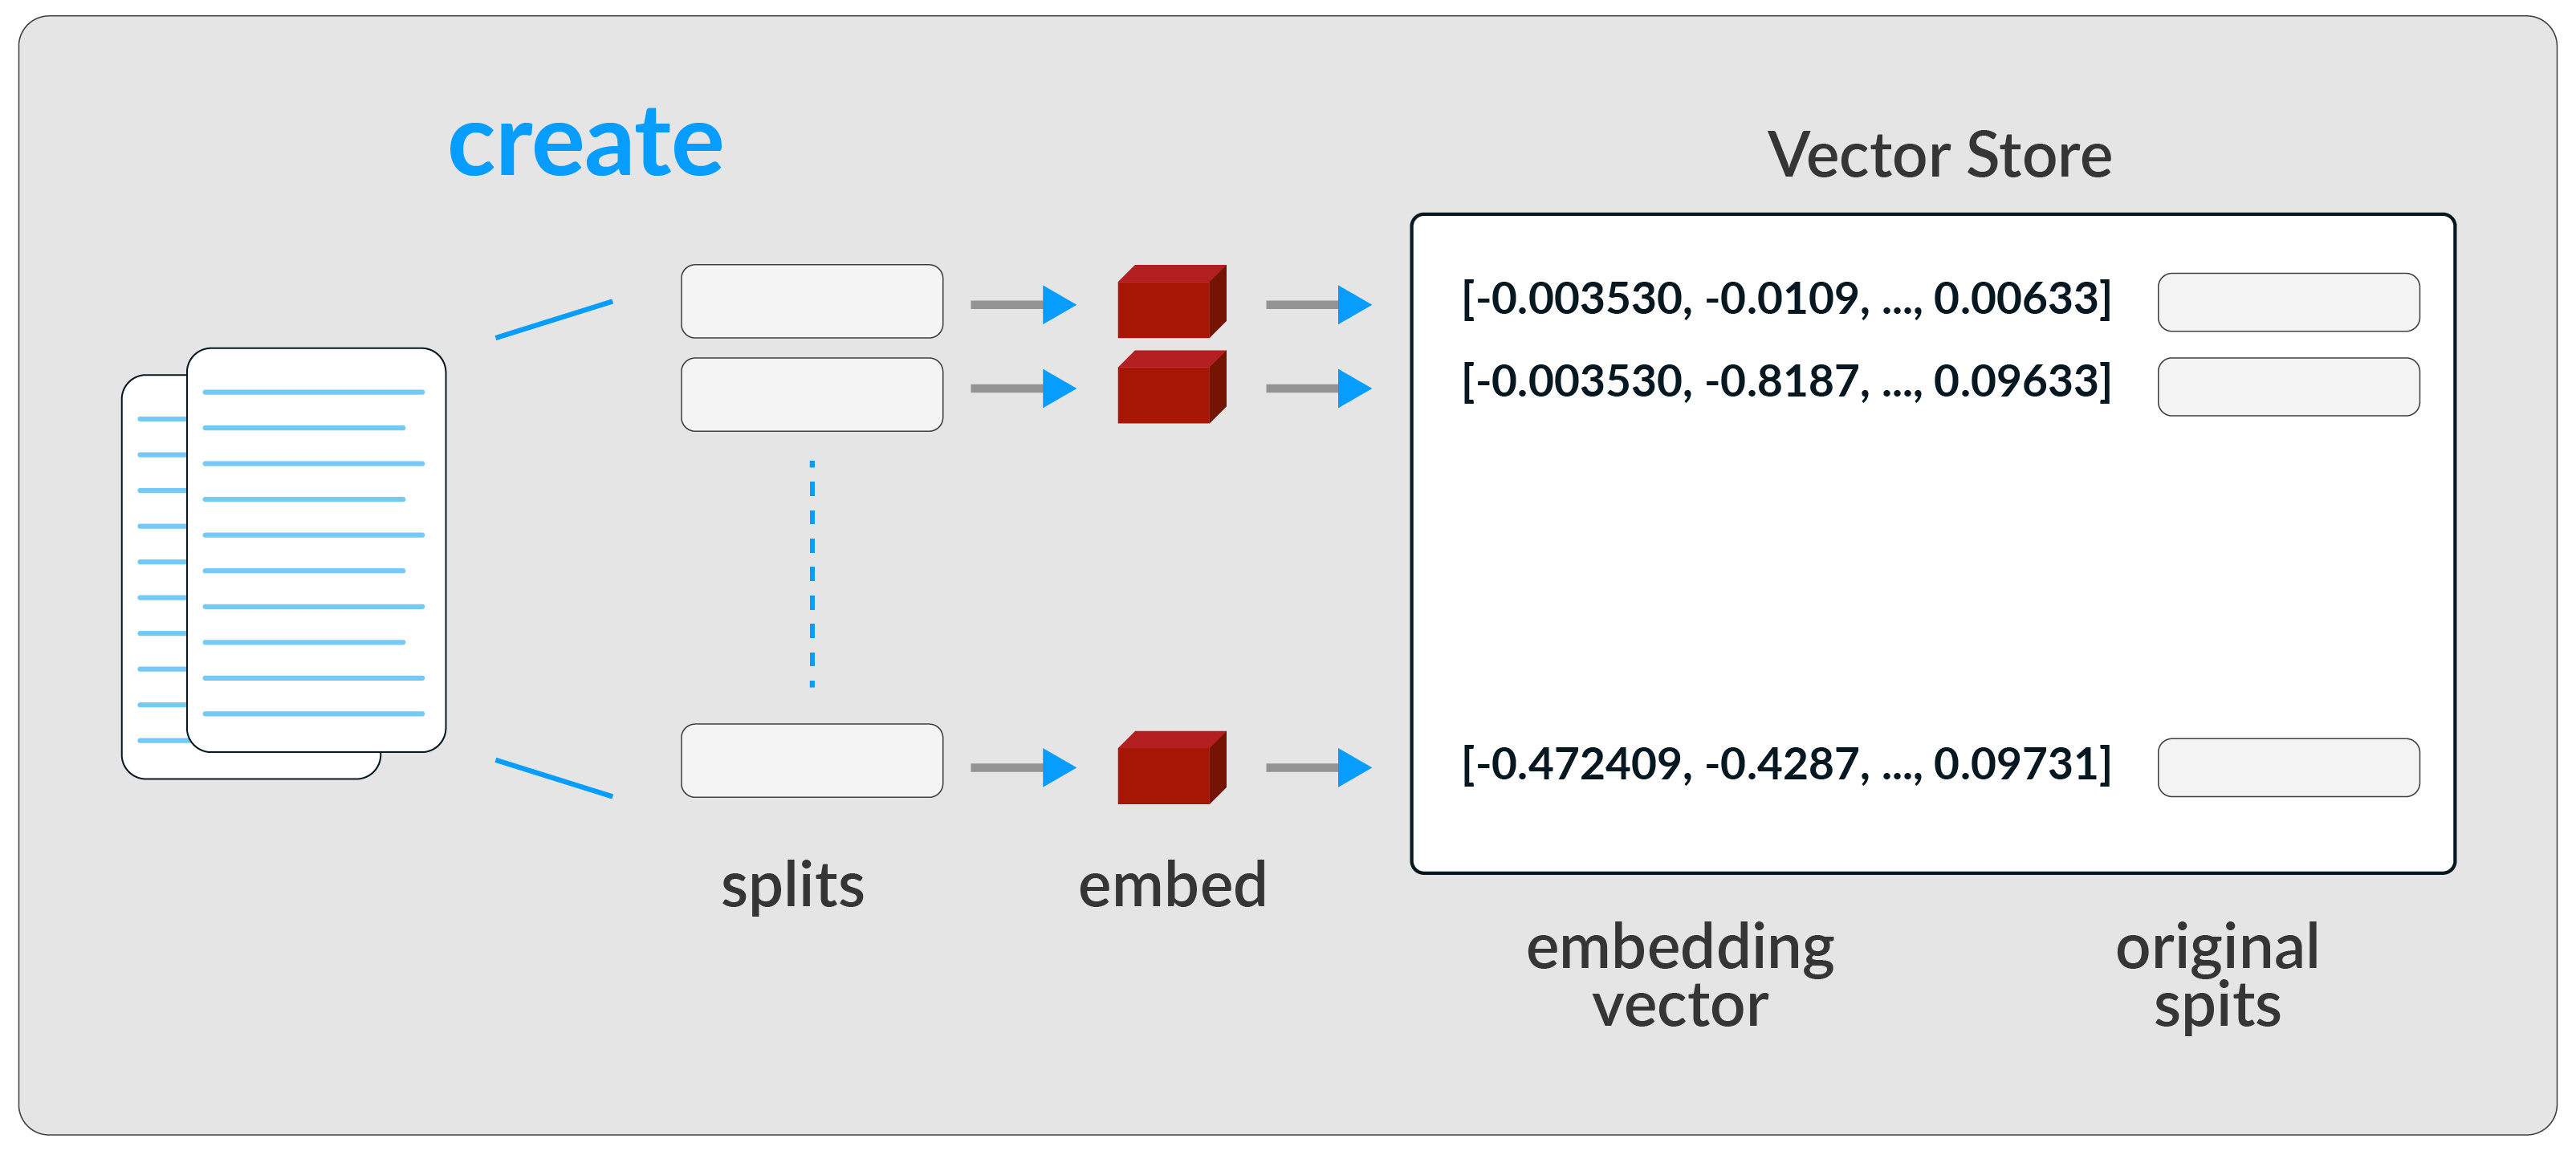 create
Vector Store
[-0.003530, -0.0109, ..., 0.00633]
[-0.003530, -0.8187, ..., 0.09633]
[-0.472409, -0.4287, ..., 0.09731]
splits
embed
embedding
vector
original
spits